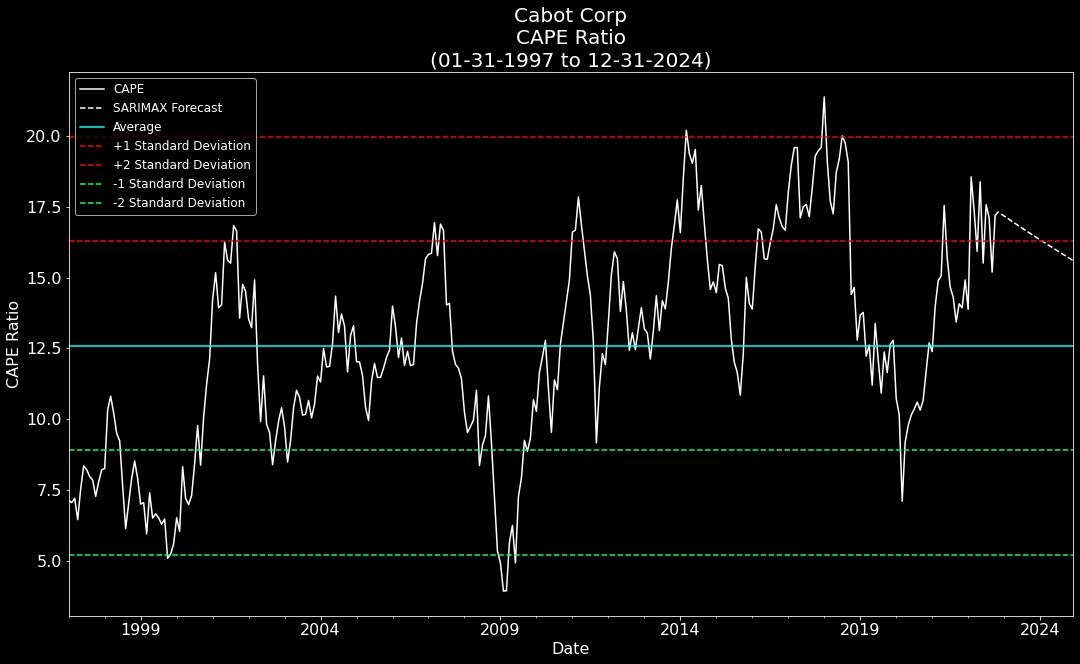 Cabot Corp
CAPE Ratio
(01-31-1997 to 12-31-2024)
CAPE
SARIMAX Forecast
Average
+1 Standard Deviation
+2 Standard Deviation
-1 Standard Deviation
-2 Standard Deviation
20.0
17.5
15.0
12.5
10.0
7.5
5.0
CAPE Ratio
1999
2004
2009
2014
2019
2024
Date